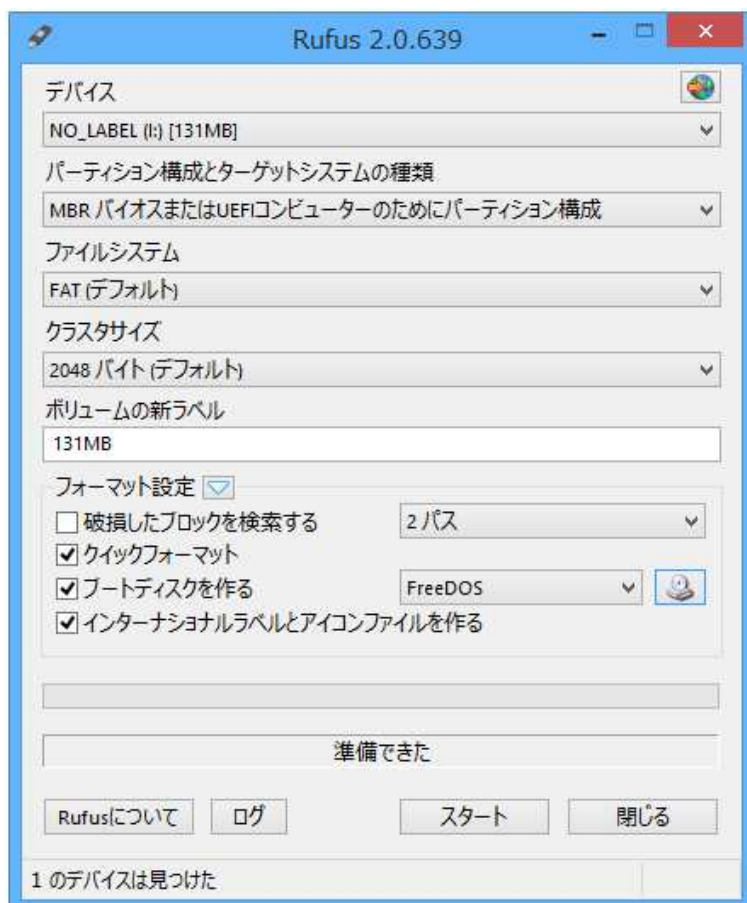 Rufus 2.0.639
デバイス
NO_LABEL (I:) [131MB]
パーティション構成とターゲットシステムの種類
MBR バイオスまたはUEFIコンピューターのためにパーティション構成
ファイルシステム
FAT (デフォルト)
クラスタサイズ
2048 バイト (デフォルト)
ボリュームの新ラベル
131MB
フォーマット設定
破損したブロックを検索する 2 パス
クイックフォーマット
ブートディスクを作る FreeDOS
インターナショナルラベルとアイコンファイルを作る
準備できた
Rufusについて ログ スタート 閉じる
1 のデバイスは見つけた